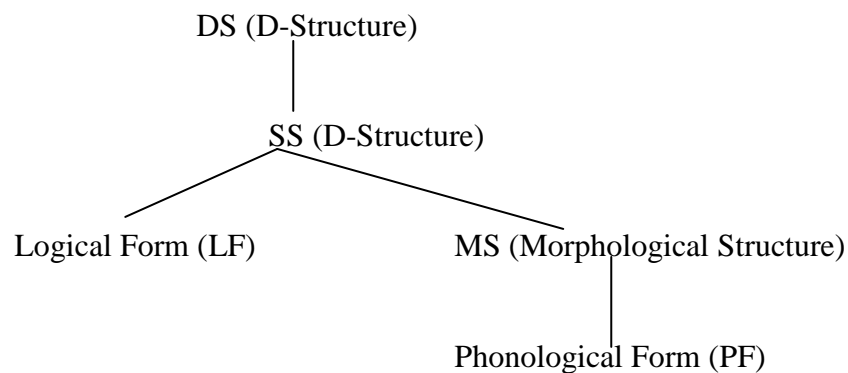 DS (D-Structure)
SS (D-Structure)
Logical Form (LF)
MS (Morphological Structure)
Phonological Form (PF)